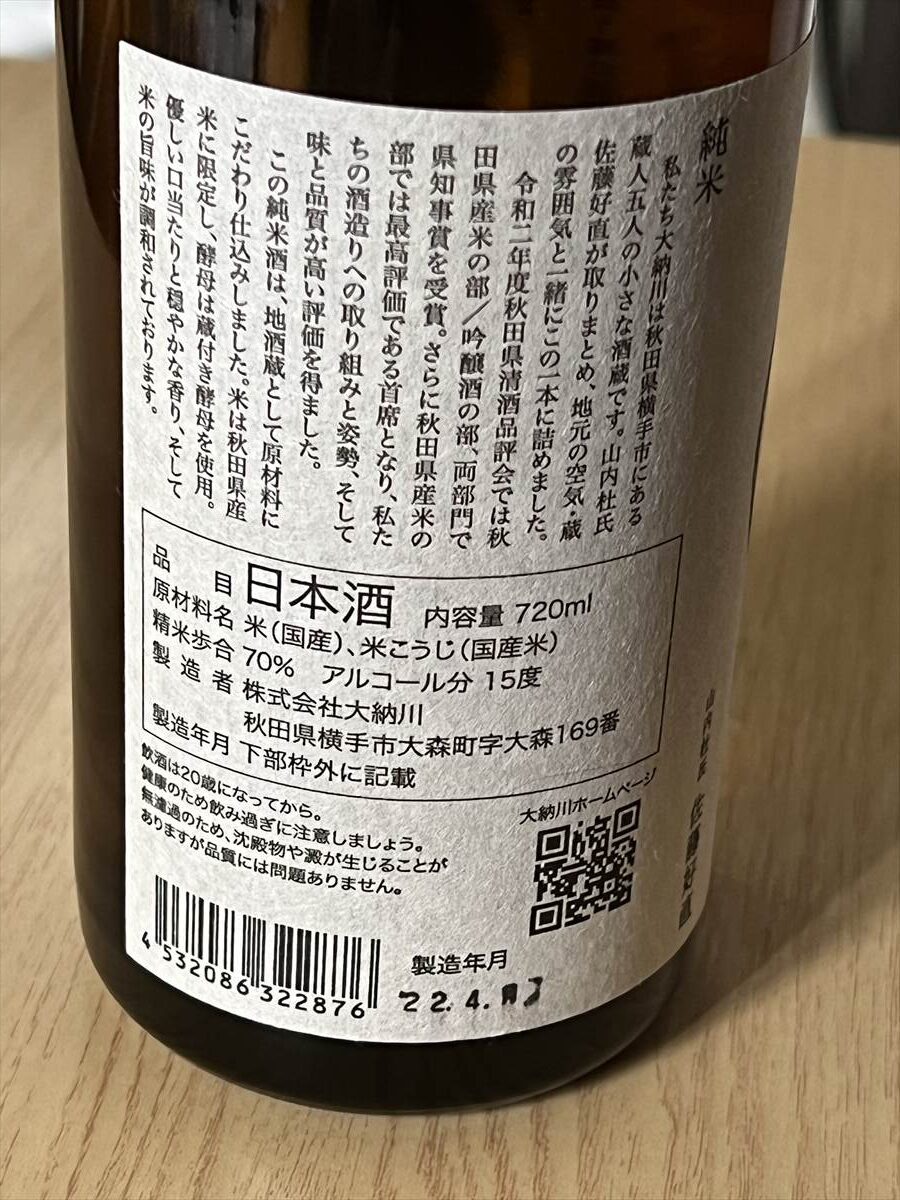 純米
私たち大納川は秋田県横手市にある
蔵人五人の小さな酒蔵です。山内杜氏
佐藤好直が取りまとめ、地元の空気・蔵
の雰囲気と一緒にこの一本に詰めました。
令和二年度秋田県清酒品評会では秋
田県産米の部／吟醸酒の部、両部門で
県知事賞を受賞。さらに秋田県産米の
部では最高評価である首席となり、私た
ちの酒造りへの取り組みと姿勢、そして
味と品質が高い評価を得ました。
この純米酒は、地酒蔵として原材料に
こだわり仕込みしました。米は秋田県産
米に限定し、酵母は蔵付き酵母を使用。
優しい口当たりと穏やかな香り、そして
米の旨味が調和されております。
山内杜氏 佐藤好直
品目 日本酒 内容量 720ml
原材料名 米（国産）、米こうじ（国産米）
精米歩合 70% アルコール分 15度
製造者 株式会社大納川
秋田県横手市大森町字大森169番
製造年月 下部枠外に記載
飲酒は20歳になってから。
健康のため飲み過ぎに注意しましょう。
無濾過のため、沈殿物や澱が生じることが
ありますが品質には問題ありません。
大納川ホームページ
4 532086 322876
製造年月
22.4.